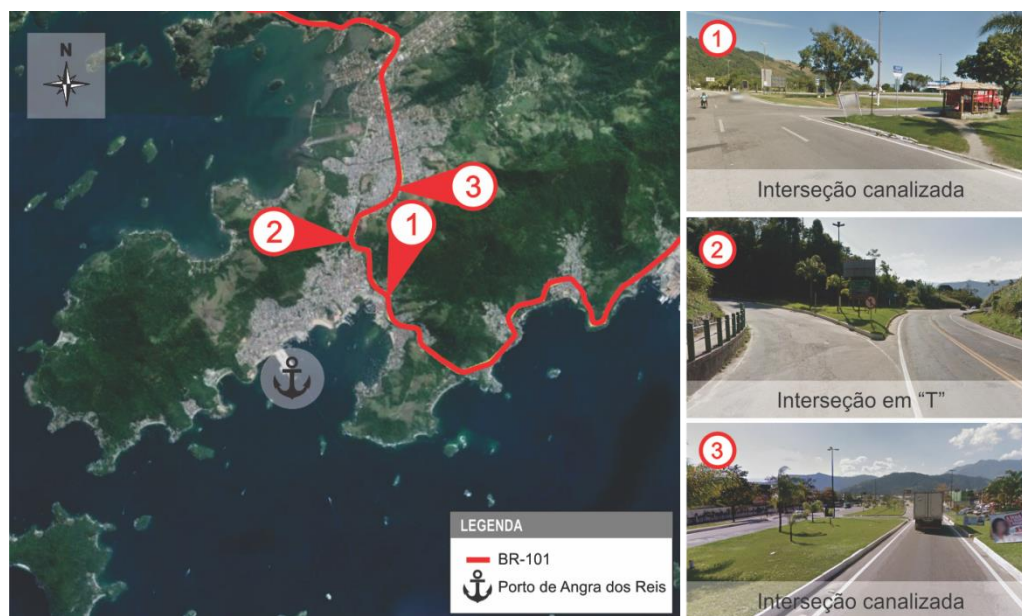 N
3
1
2
LEGENDA
BR-101
Porto de Angra dos Reis
1
Interseção canalizada
2
Interseção em “T”
3
Interseção canalizada